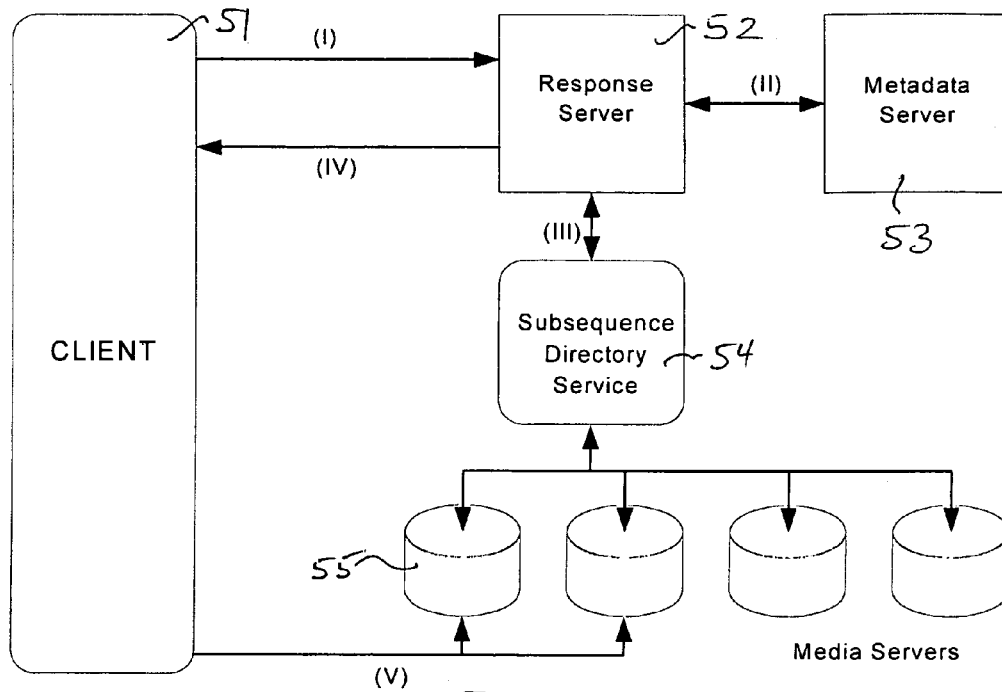 51
(I)
52
Response
Server
(II)
Metadata
Server
53
(IV)
(III)
CLIENT
Subsequence
Directory
Service
54
55
Media Servers
(V)